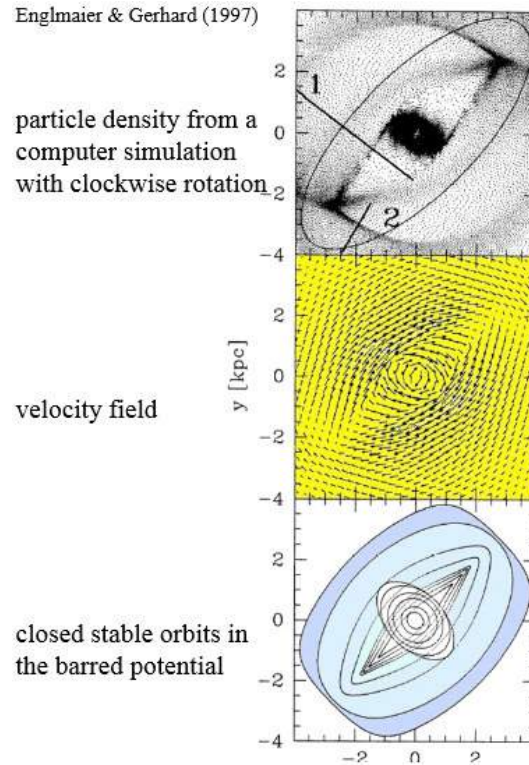 Englmaier & Gerhard (1997)
particle density from a
computer simulation
with clockwise rotation
2
0
-2
-4
1
2
velocity field
y [kpc]
2
0
-2
-4
closed stable orbits in
the barred potential
2
0
-2
-4
-2
0
2